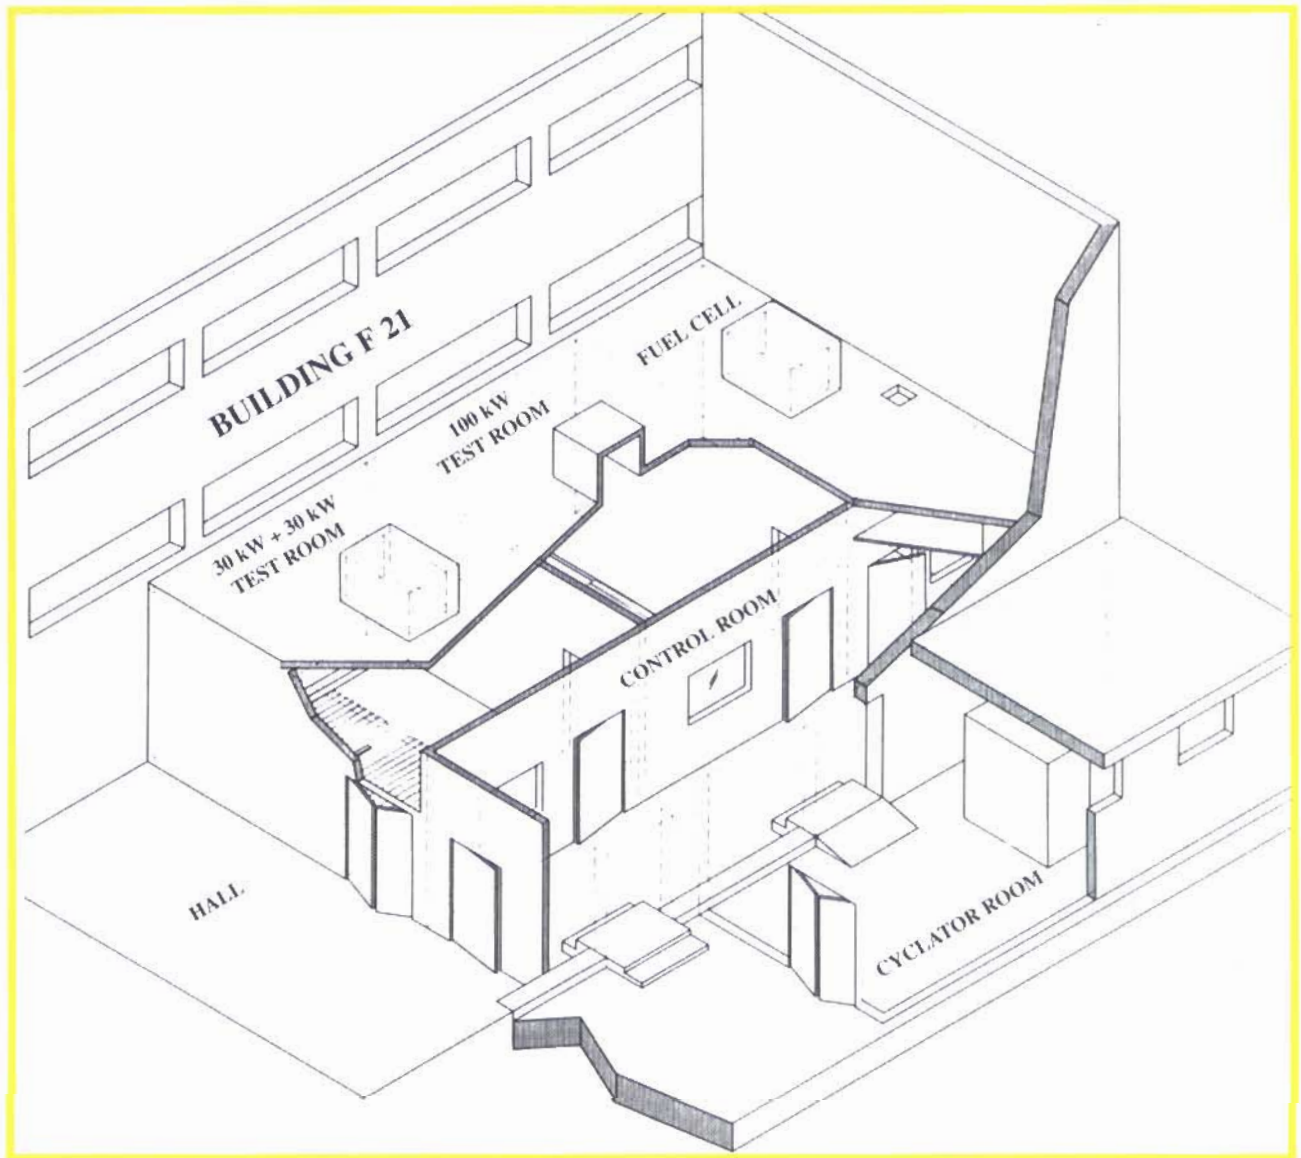 BUILDING F 21
FUEL CELL
100 kW
TEST ROOM
30 kW + 30 kW
TEST ROOM
CONTROL ROOM
HALL
CYCLATOR ROOM